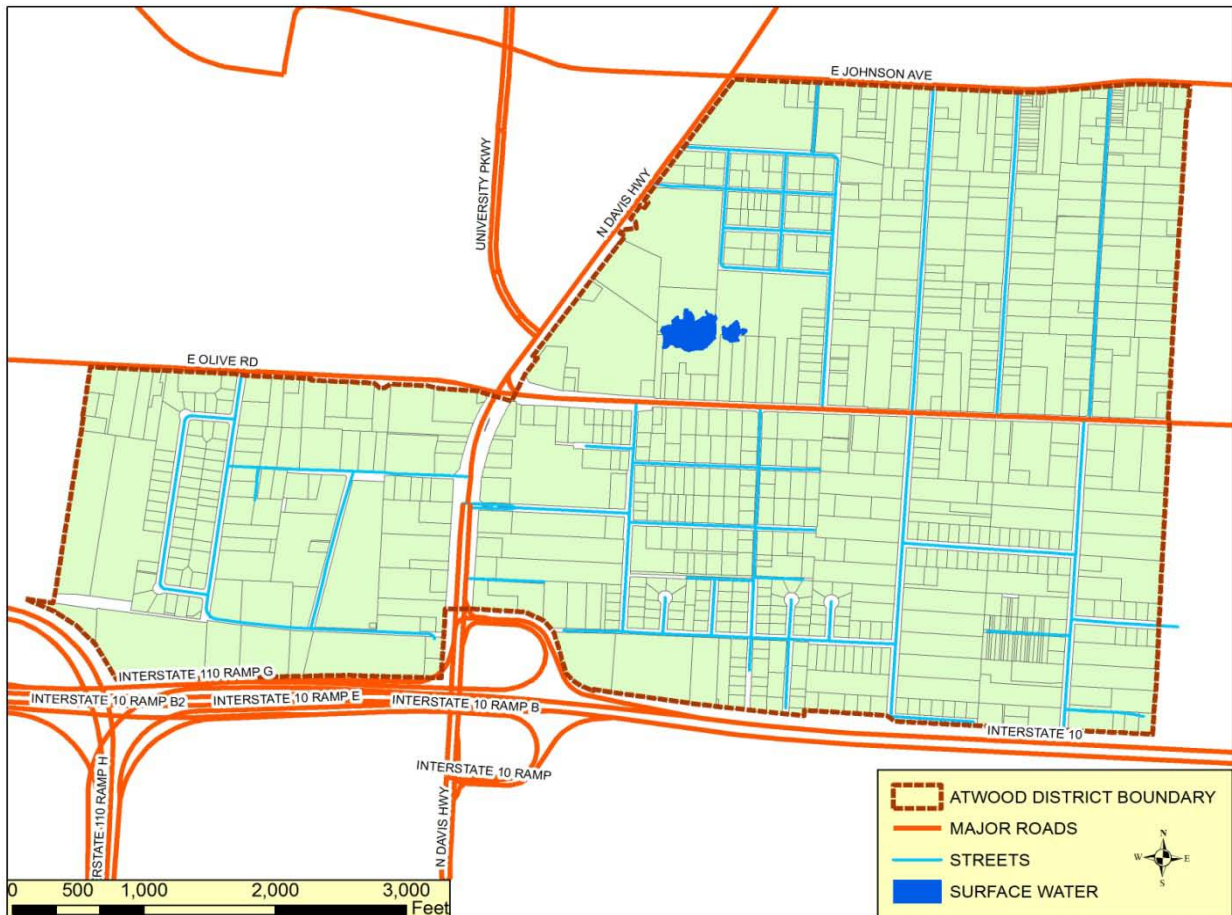 E JOHNSON AVE
UNIVERSITY PKWY
N DAVIS HWY
E OLIVE RD
INTERSTATE 110 RAMP G
INTERSTATE 10 RAMP B2
INTERSTATE 10 RAMP E
INTERSTATE 10 RAMP B
INTERSTATE 10
INTERSTATE 10 RAMP
ERSTATE 110 RAMP H
N DAVIS HWY
ATWOOD DISTRICT BOUNDARY
MAJOR ROADS
STREETS
SURFACE WATER
N
W
E
S
0 500 1,000 2,000 3,000
Feet